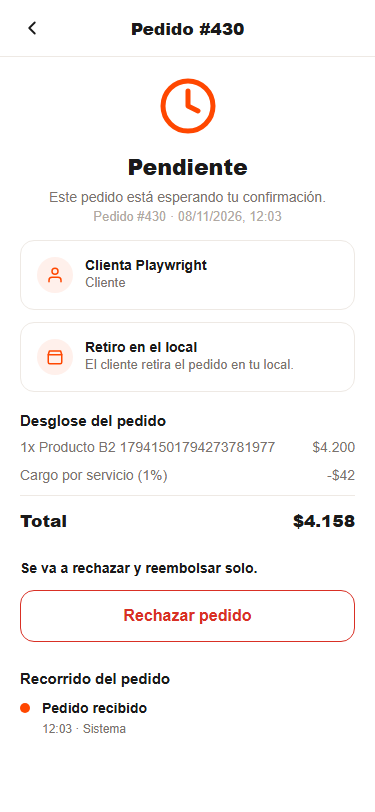 Pedido #430
Pendiente
Este pedido está esperando tu confirmación.
Pedido #430 · 08/11/2026, 12:03
Clienta Playwright
Cliente
Retiro en el local
El cliente retira el pedido en tu local.
Desglose del pedido
1x Producto B2 17941501794273781977 $4.200
Cargo por servicio (1%) -$42
Total $4.158
Se va a rechazar y reembolsar solo.
Rechazar pedido
Recorrido del pedido
Pedido recibido
12:03 · Sistema